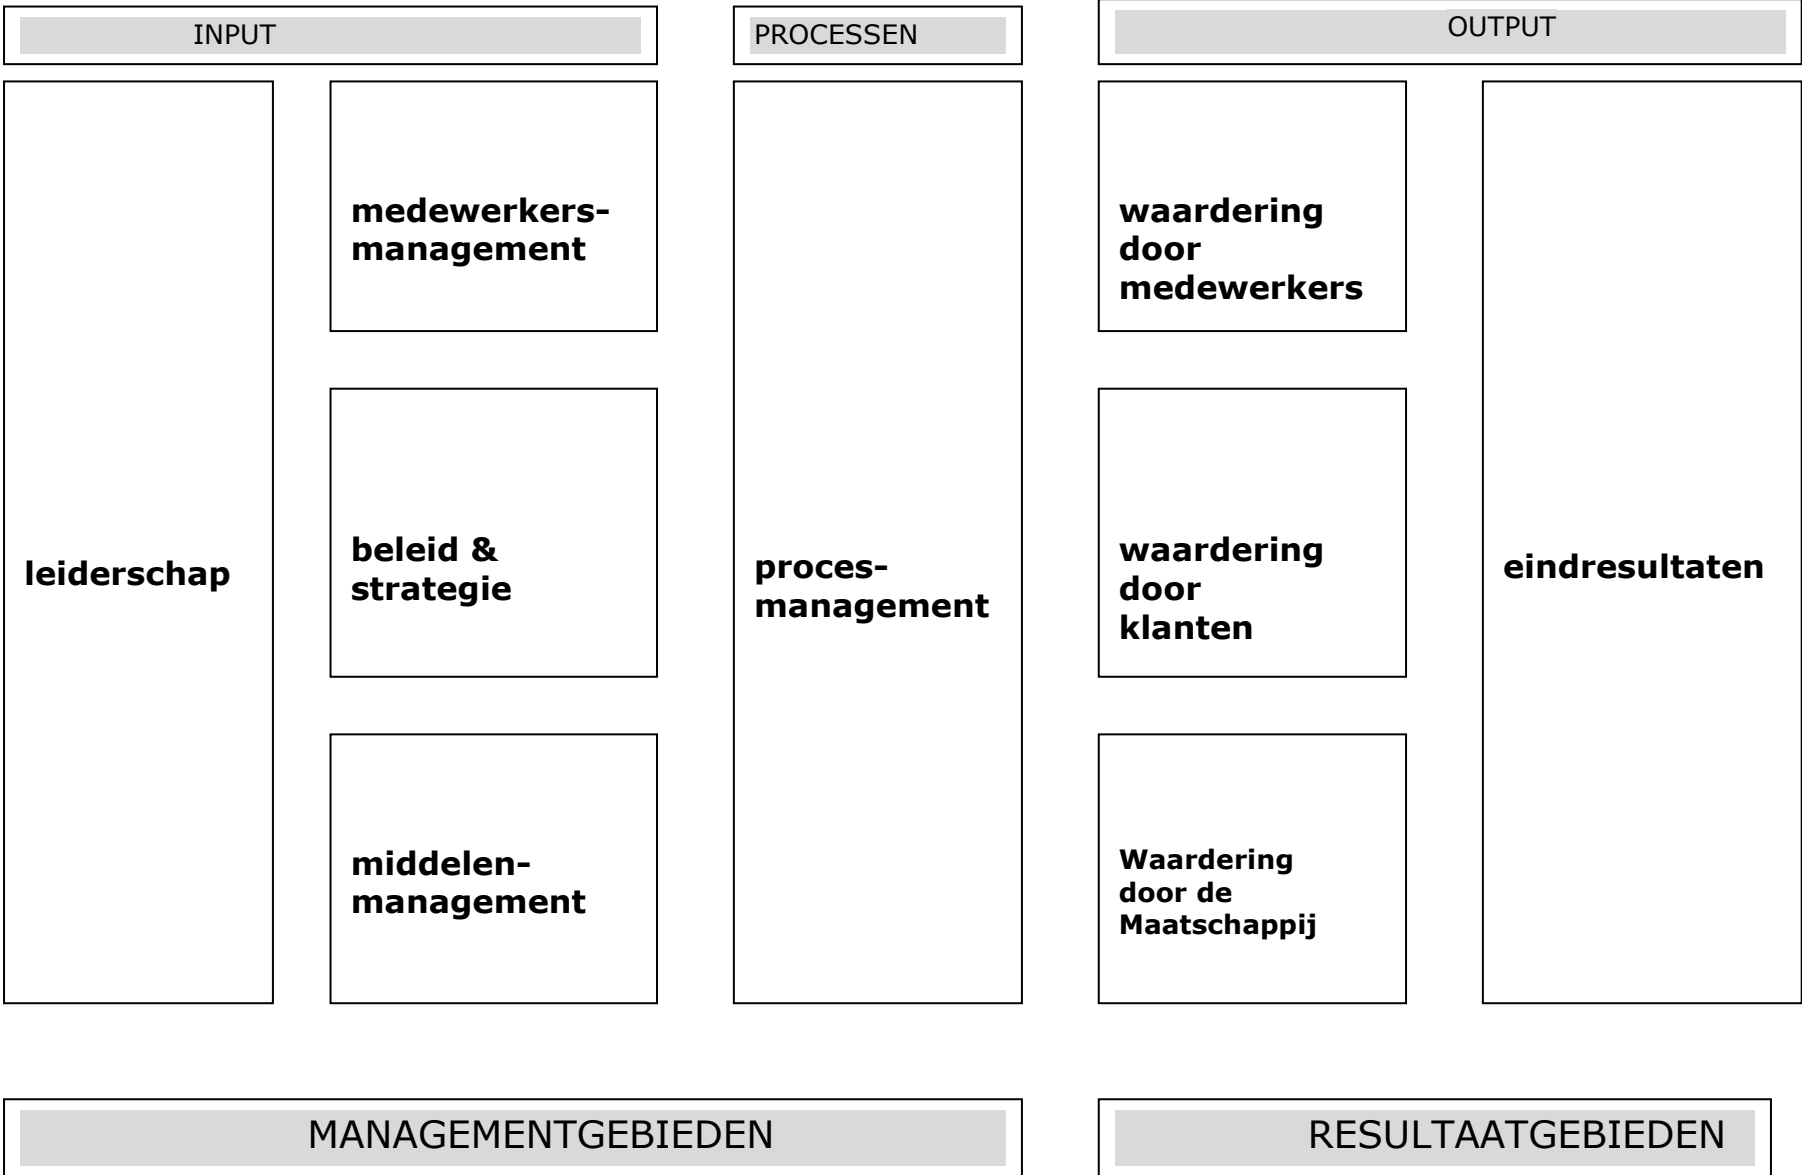 INPUT
PROCESSEN
OUTPUT
leiderschap
medewerkers-
management
beleid &
strategie
middelen-
management
proces-
management
waardering
door
medewerkers
waardering
door
klanten
Waardering
door de
Maatschappij
eindresultaten
MANAGEMENTGEBIEDEN
RESULTAATGEBIEDEN